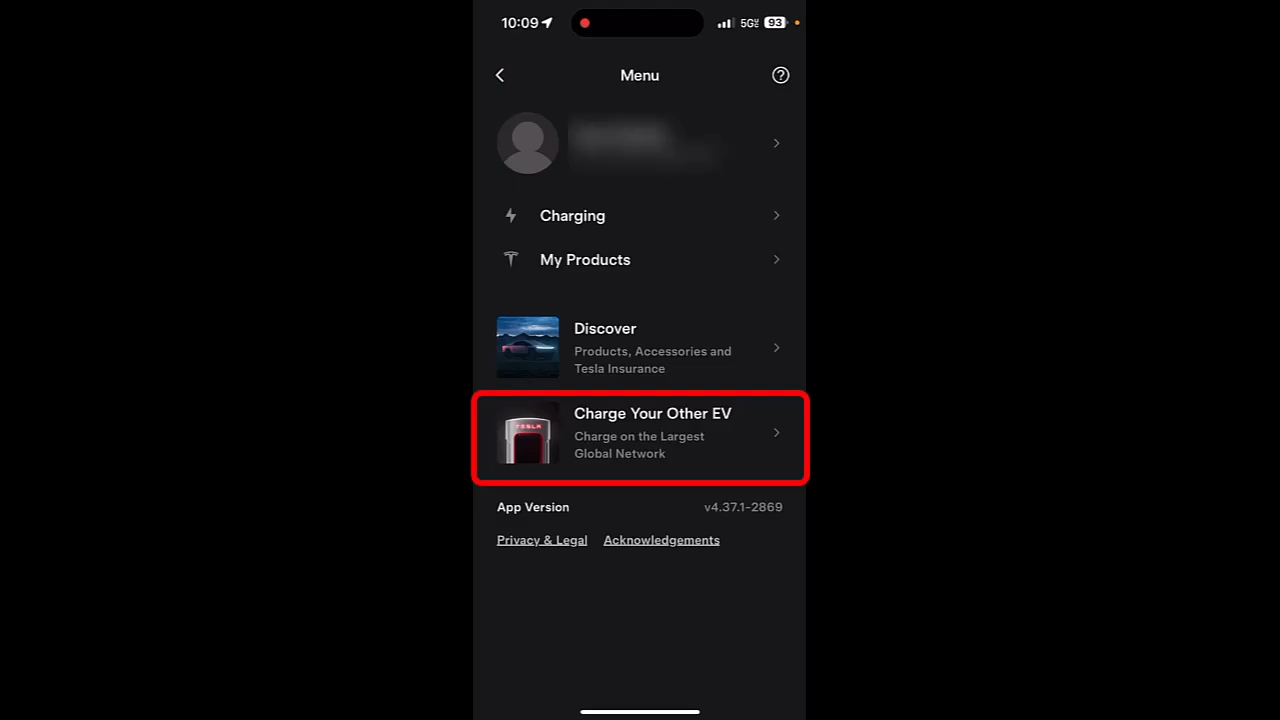 10:09 5G 93
Menu
Charging
My Products
Discover
Products, Accessories and
Tesla Insurance
TESLA
Charge Your Other EV
Charge on the Largest
Global Network
App Version v4.37.1-2869
Privacy & Legal Acknowledgements